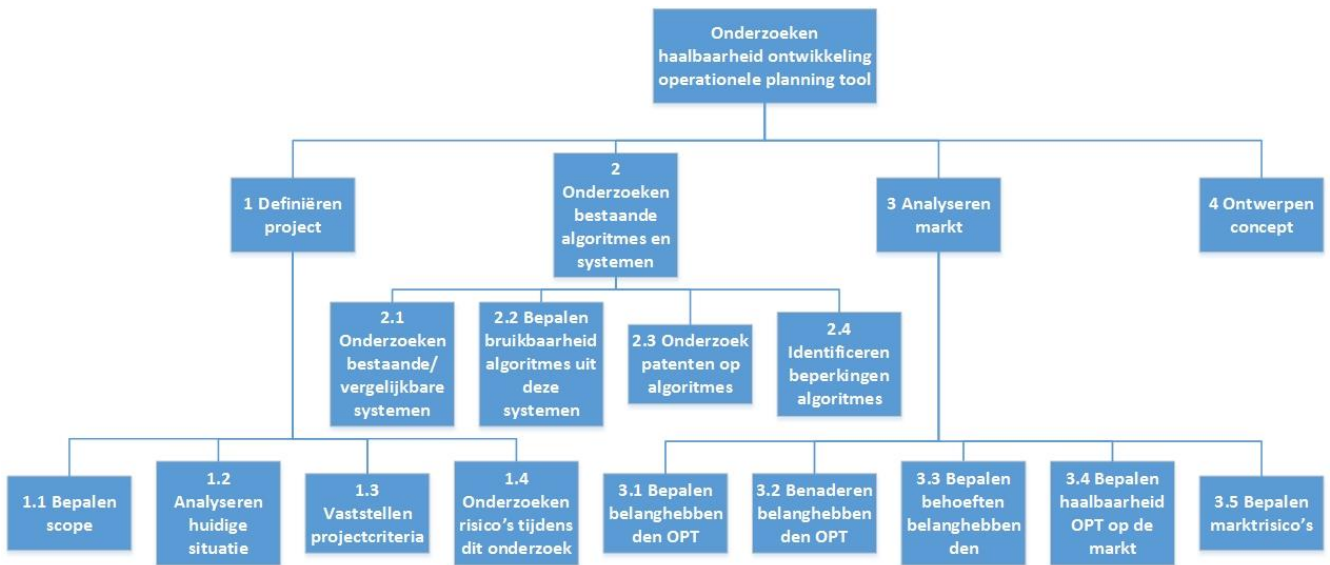 Onderzoeken
haalbaarheid ontwikkeling
operationele planning tool
1 Definiëren
project
2
Onderzoeken
bestaande
algoritmes en
systemen
3 Analyseren
markt
4 Ontwerpen
concept
2.1
Onderzoeken
bestaande/
vergelijkbare
systemen
2.2 Bepalen
bruikbaarheid
algoritmes uit
deze
systemen
2.3 Onderzoek
patenten op
algoritmes
2.4
Identificeren
beperkingen
algoritmes
1.1 Bepalen
scope
1.2
Analyseren
huidige
situatie
1.3
Vaststellen
projectcriteria
1.4
Onderzoeken
risico's tijdens
dit onderzoek
3.1 Bepalen
belanghebben
den OPT
3.2 Benaderen
belanghebben
den OPT
3.3 Bepalen
behoeften
belanghebben
den
3.4 Bepalen
haalbaarheid
OPT op de
markt
3.5 Bepalen
marktrisico's